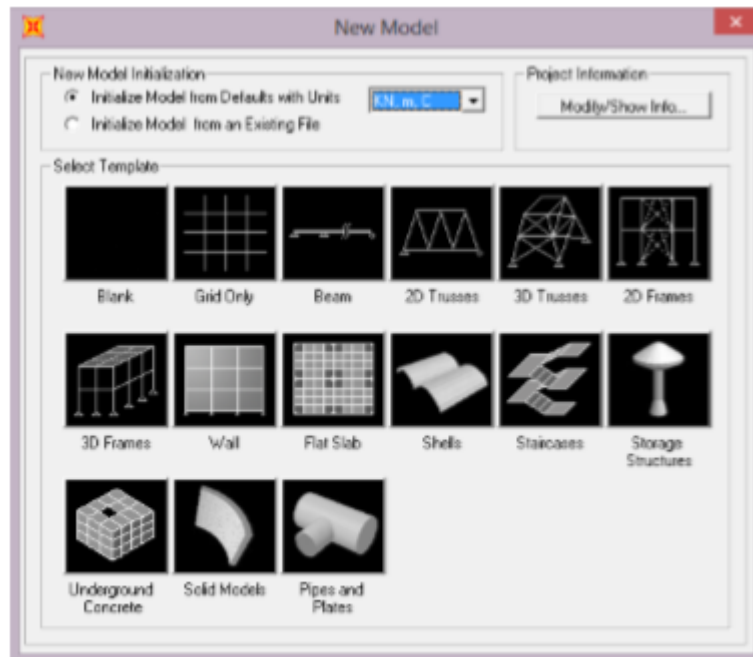 New Model
New Model Initialization
Initialize Model from Defaults with Units
KN, m, C
Initialize Model from an Existing File
Project Information
Modify/Show Info...
Select Template
Blank
Grid Only
Beam
2D Trusses
3D Trusses
2D Frames
3D Frames
Wall
Flat Slab
Shells
Staircases
Storage
Structures
Underground
Concrete
Solid Models
Pipes and
Plates